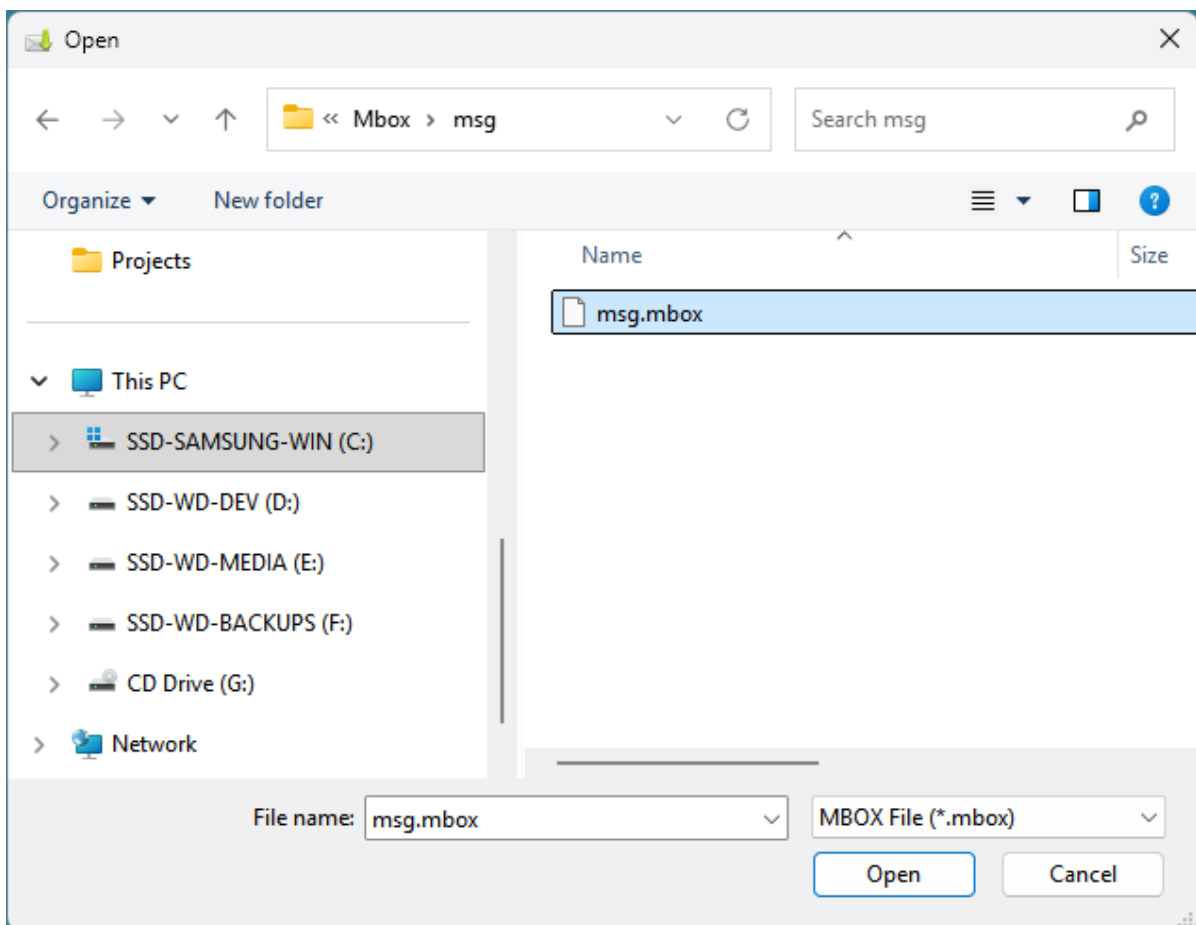 Open
« Mbox > msg
Search msg
Organize
New folder
?
Projects
Name
Size
msg.mbox
This PC
SSD-SAMSUNG-WIN (C:)
SSD-WD-DEV (D:)
SSD-WD-MEDIA (E:)
SSD-WD-BACKUPS (F:)
CD Drive (G:)
Network
File name: msg.mbox
MBOX File (*.mbox)
Open
Cancel